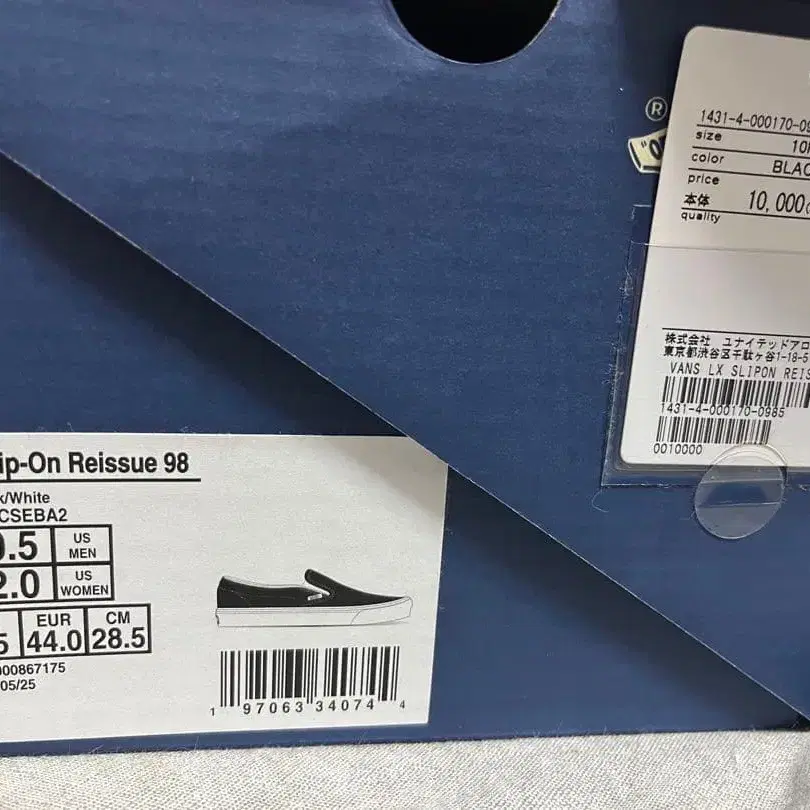 ®
"O
1431-4-000170-09
size 10
color BLAC
price
本体 10,000
quality
株式会社 ユナイテッドアロ
東京都渋谷区千駄ヶ谷1-18-5
VANS LX SLIPON REIS
1431-4-000170-0985
0010000
ip-On Reissue 98
k/White
CSEBA2
.5 US MEN
2.0 US WOMEN
5 EUR 44.0 CM 28.5
000867175
05/25
1 97063 34074 4